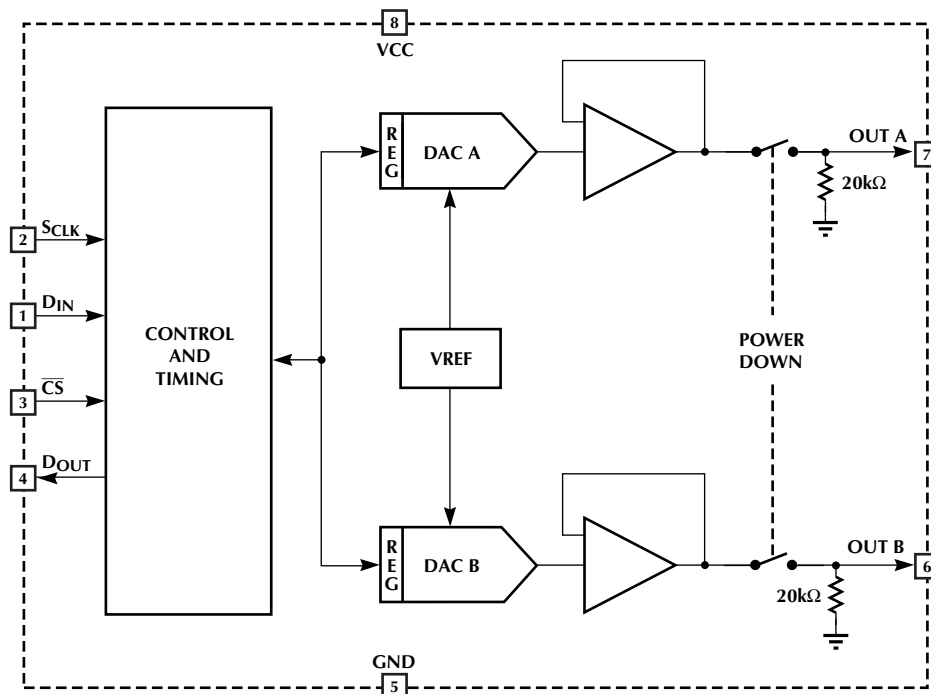 8
VCC
REG
DAC A
OUT A
7
20kΩ
2
SCLK
1
DIN
CONTROL
AND
TIMING
VREF
POWER
DOWN
3
CS
4
DOUT
REG
DAC B
OUT B
6
20kΩ
GND
5